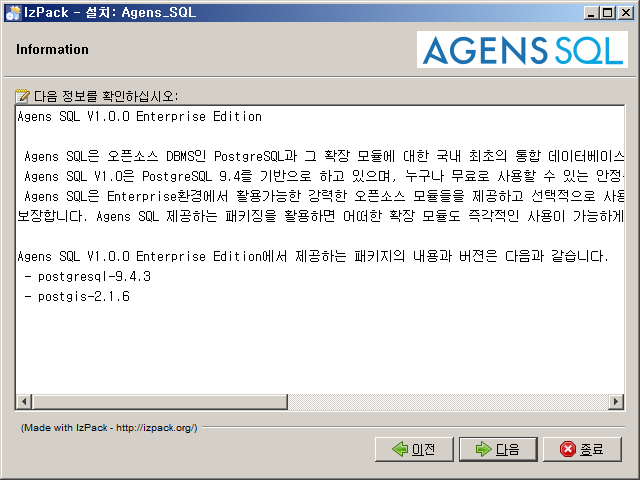 IzPack - 설치: Agens_SQL
Information
AGENS SQL
다음 정보를 확인하십시오:
Agens SQL V1.0.0 Enterprise Edition
Agens SQL은 오픈소스 DBMS인 PostgreSQL과 그 확장 모듈에 대한 국내 최초의 통합 데이터베이스
Agens SQL V1.0은 PostgreSQL 9.4를 기반으로 하고 있으며, 누구나 무료로 사용할 수 있는 안정
Agens SQL은 Enterprise환경에서 활용가능한 강력한 오픈소스 모듈들을 제공하고 선택적으로 사용
보장합니다. Agens SQL 제공하는 패키징을 활용하면 어떠한 확장 모듈도 즉각적인 사용이 가능하게
Agens SQL V1.0.0 Enterprise Edition에서 제공하는 패키지의 내용과 버젼은 다음과 같습니다.
- postgresql-9.4.3
- postgis-2.1.6
(Made with IzPack - http://izpack.org/)
이전
다음
종료